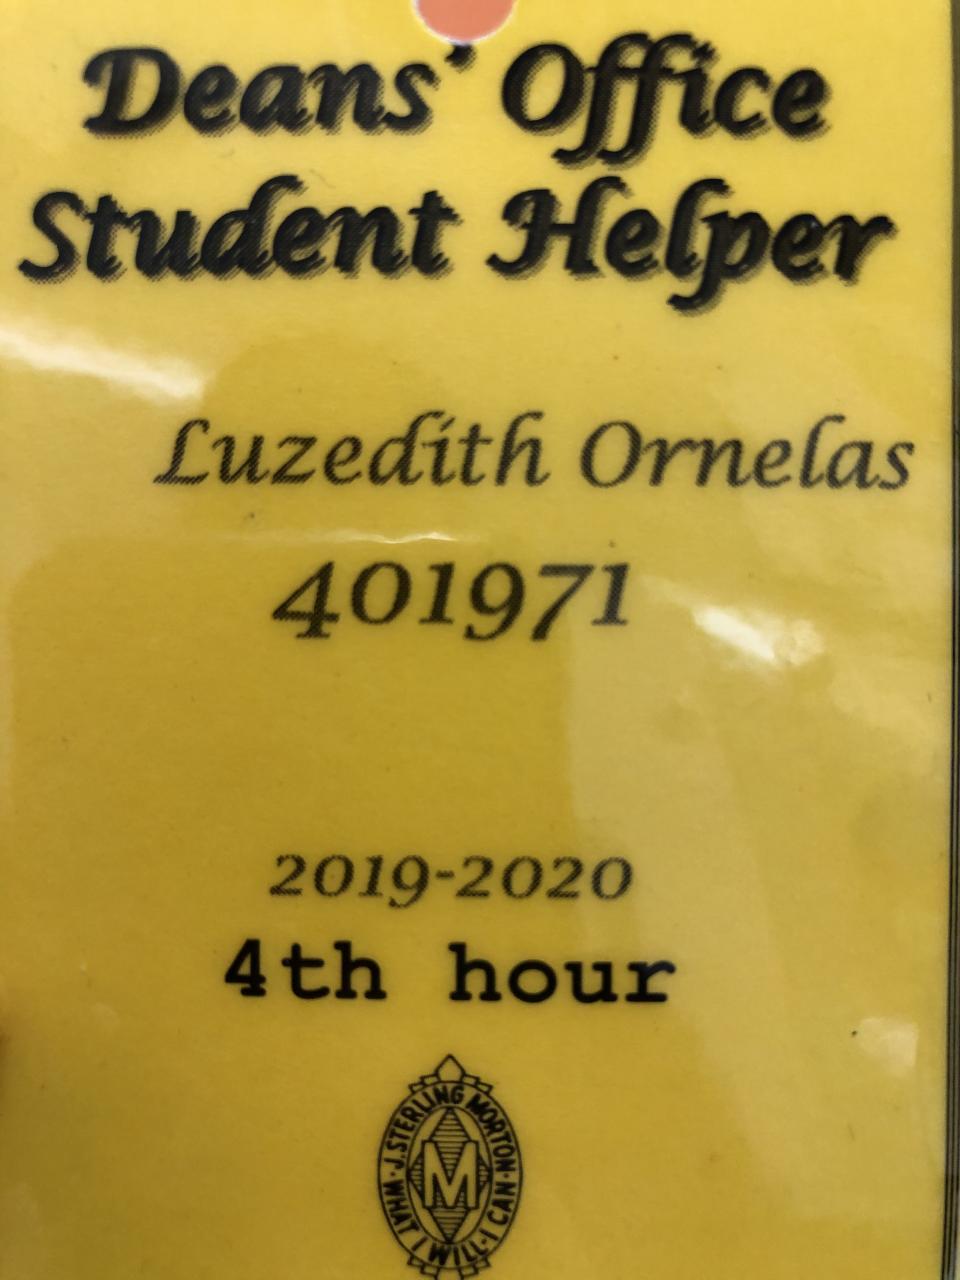 Deans' Office
Student Helper
Luzedith Ornelas
401971
2019-2020
4th hour
J. STERLING MORTON
WHAT I WILL-I CAN
M